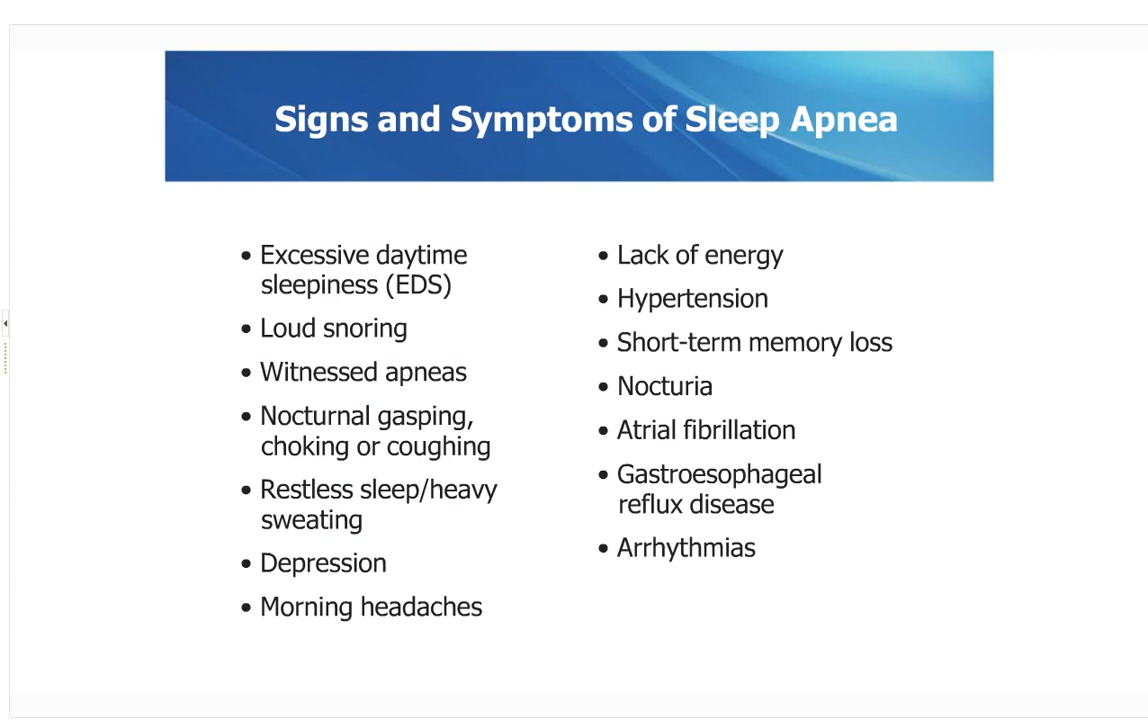 Signs and Symptoms of Sleep Apnea
• Excessive daytime
sleepiness (EDS)
• Loud snoring
• Witnessed apneas
• Nocturnal gasping,
choking or coughing
• Restless sleep/heavy
sweating
• Depression
• Morning headaches
• Lack of energy
• Hypertension
• Short-term memory loss
• Nocturia
• Atrial fibrillation
• Gastroesophageal
reflux disease
• Arrhythmias